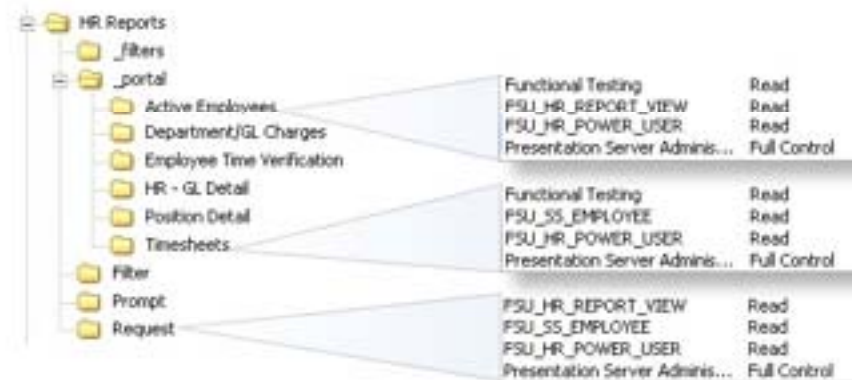 HR Reports
_filters
_portal
Active Employees
Department/GL Charges
Employee Time Verification
HR - GL Detail
Position Detail
Timesheets
Filter
Prompt
Request
Functional Testing Read
FSU_HR_REPORT_VIEW Read
FSU_HR_POWER_USER Read
Presentation Server Adminis... Full Control
Functional Testing Read
FSU_SS_EMPLOYEE Read
FSU_HR_POWER_USER Read
Presentation Server Adminis... Full Control
FSU_HR_REPORT_VIEW Read
FSU_SS_EMPLOYEE Read
FSU_HR_POWER_USER Read
Presentation Server Adminis... Full Control